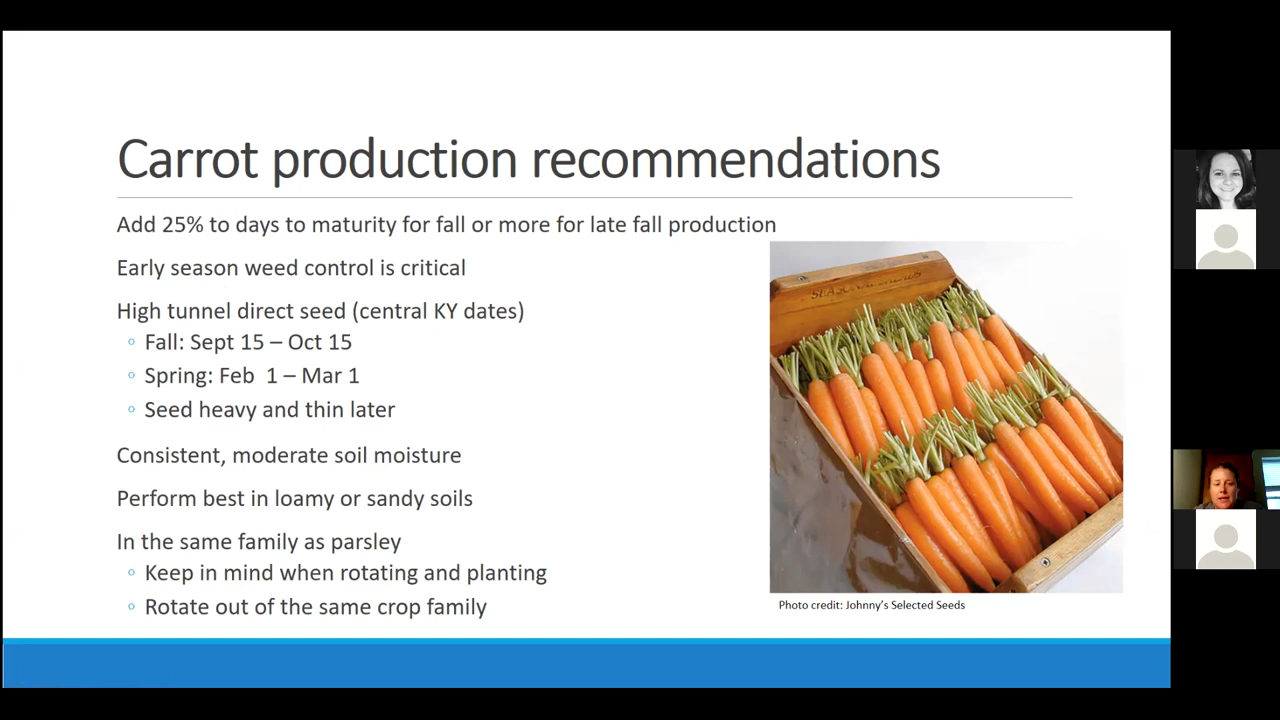 Carrot production recommendations
Add 25% to days to maturity for fall or more for late fall production
Early season weed control is critical
High tunnel direct seed (central KY dates)
Fall: Sept 15 – Oct 15
Spring: Feb 1 – Mar 1
Seed heavy and thin later
Consistent, moderate soil moisture
Perform best in loamy or sandy soils
In the same family as parsley
Keep in mind when rotating and planting
Rotate out of the same crop family
Photo credit: Johnny's Selected Seeds